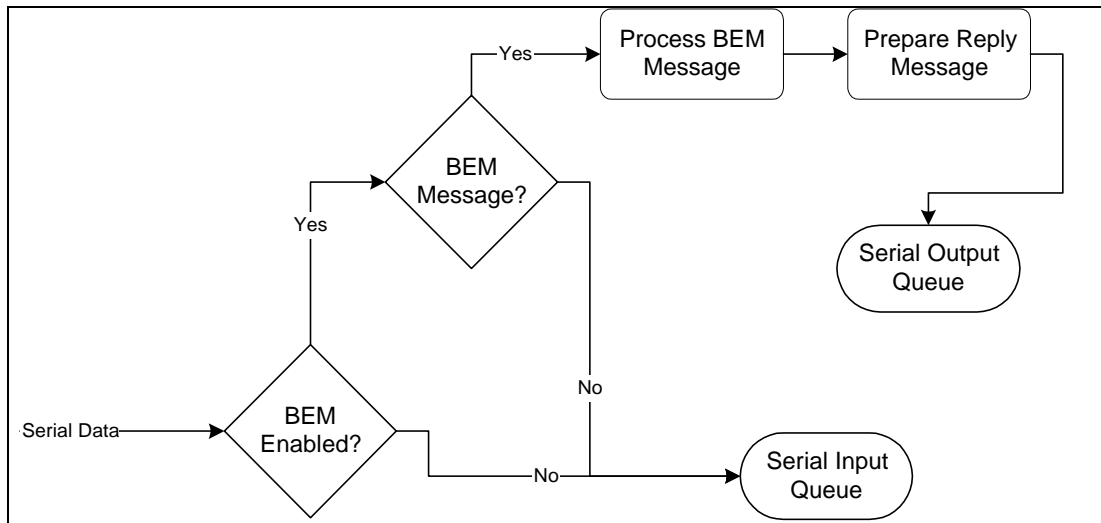 Yes
Process BEM
Message
Prepare Reply
Message
BEM
Message?
Yes
Serial Output
Queue
No
Serial Data
BEM
Enabled?
No
Serial Input
Queue